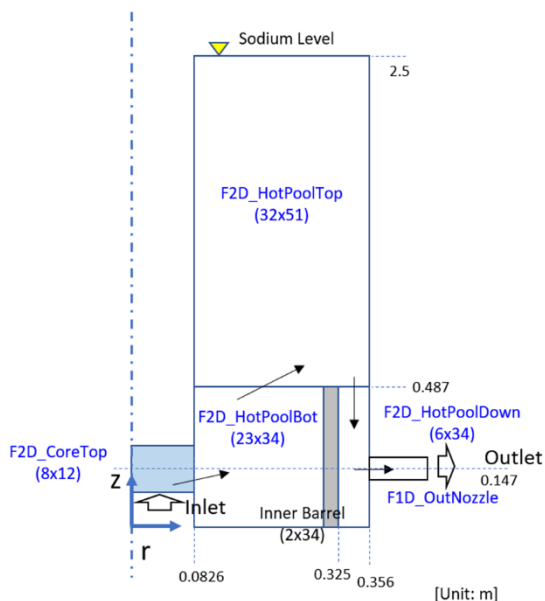 Sodium Level
2.5
F2D_HotPoolTop
(32x51)
0.487
F2D_HotPoolBot
(23x34)
F2D_HotPoolDown
(6x34)
F2D_CoreTop
(8x12)
Outlet
0.147
z
F1D_OutNozzle
Inlet
Inner Barrel
(2x34)
r
0.0826
0.325
0.356
[Unit: m]